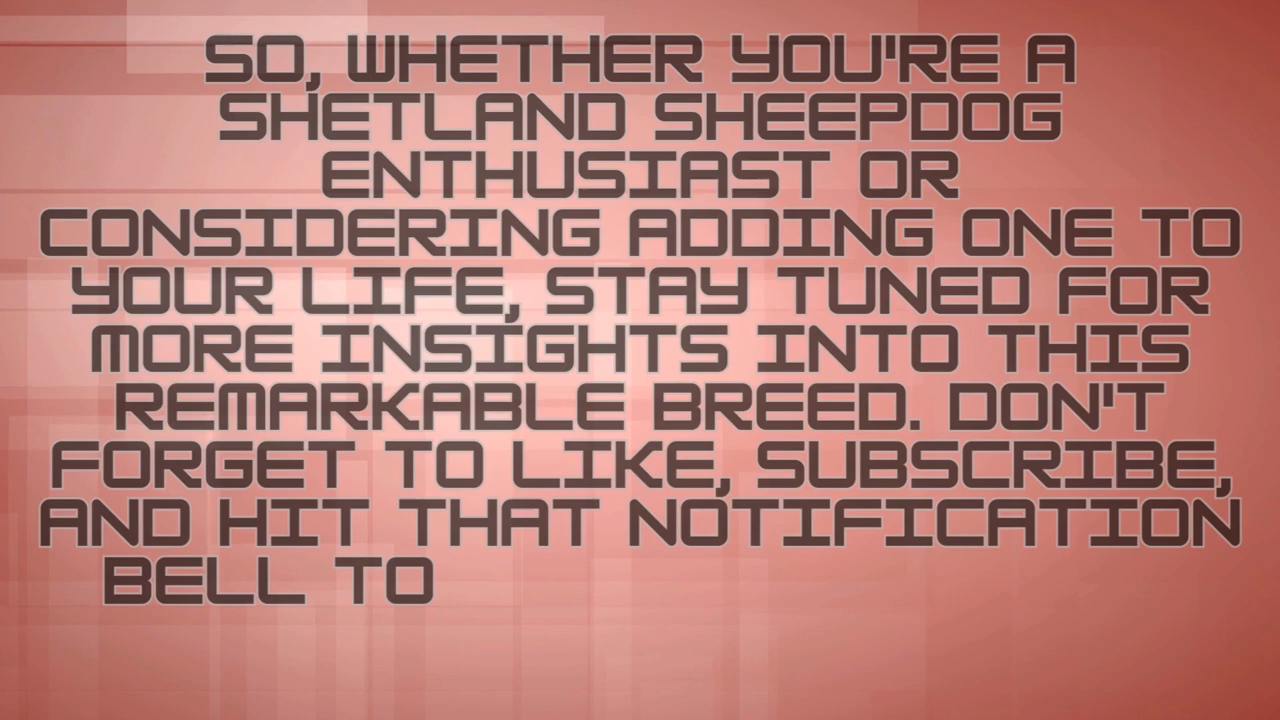 SO, WHETHER YOU'RE A
SHETLAND SHEEPDOG
ENTHUSIAST OR
CONSIDERING ADDING ONE TO
YOUR LIFE, STAY TUNED FOR
MORE INSIGHTS INTO THIS
REMARKABLE BREED. DON'T
FORGET TO LIKE, SUBSCRIBE,
AND HIT THAT NOTIFICATION
BELL TO